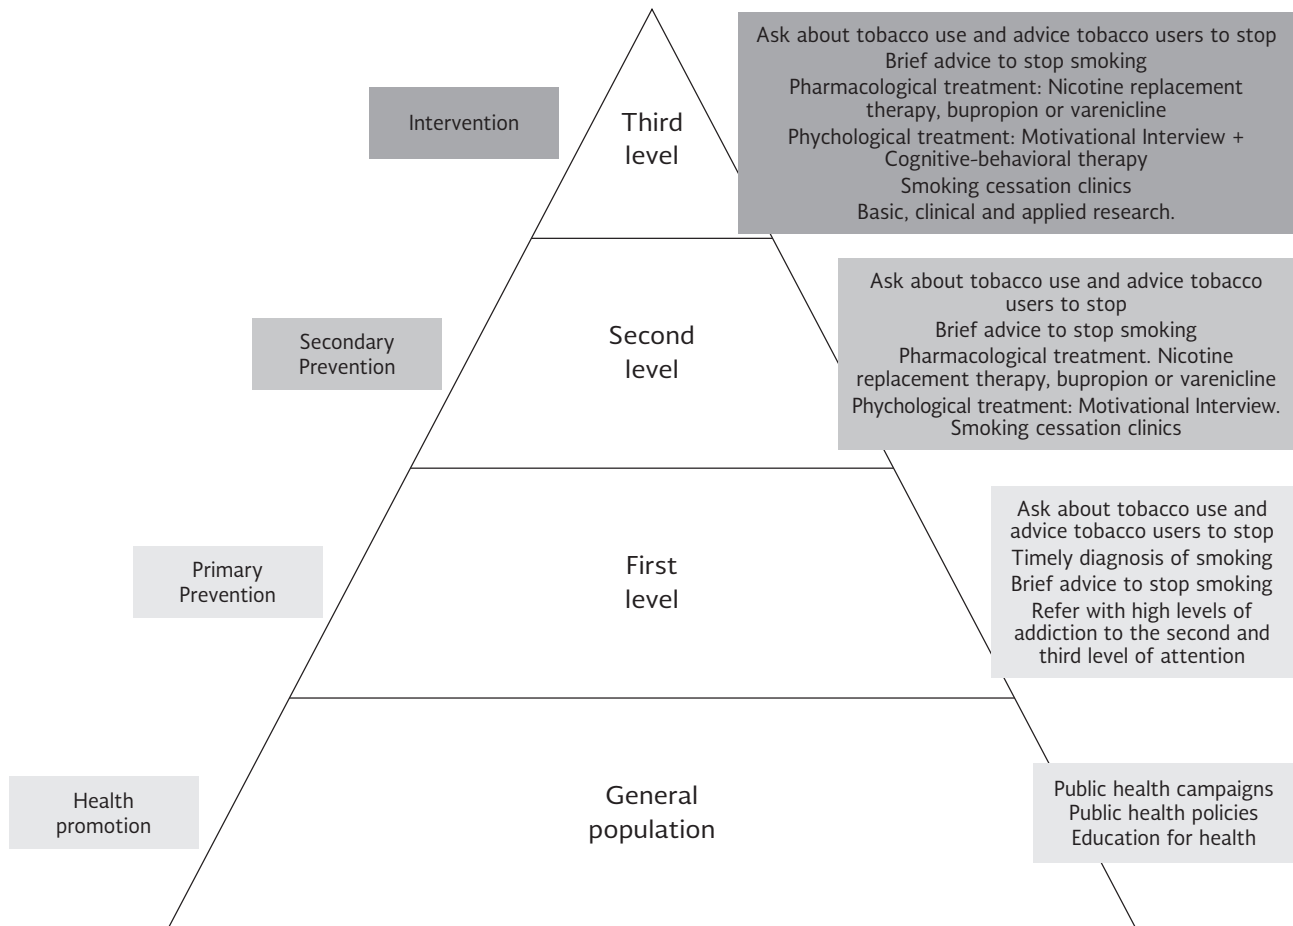 Intervention
Third
level
Ask about tobacco use and advice tobacco users to stop
Brief advice to stop smoking
Pharmacological treatment: Nicotine replacement
therapy, bupropion or varenicline
Phychological treatment: Motivational Interview +
Cognitive-behavioral therapy
Smoking cessation clinics
Basic, clinical and applied research.
Secondary
Prevention
Second
level
Ask about tobacco use and advice tobacco
users to stop
Brief advice to stop smoking
Pharmacological treatment. Nicotine
replacement therapy, bupropion or varenicline
Phychological treatment: Motivational Interview.
Smoking cessation clinics
Primary
Prevention
First
level
Ask about tobacco use and
advice tobacco users to stop
Timely diagnosis of smoking
Brief advice to stop smoking
Refer with high levels of
addiction to the second and
third level of attention
Health
promotion
General
population
Public health campaigns
Public health policies
Education for health